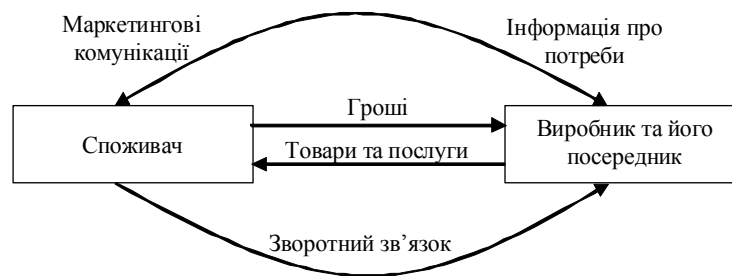 Маркетингові
комунікації
Інформація про
потреби
Гроші
Споживач
Товари та послуги
Виробник та його
посередник
Зворотний зв’язок